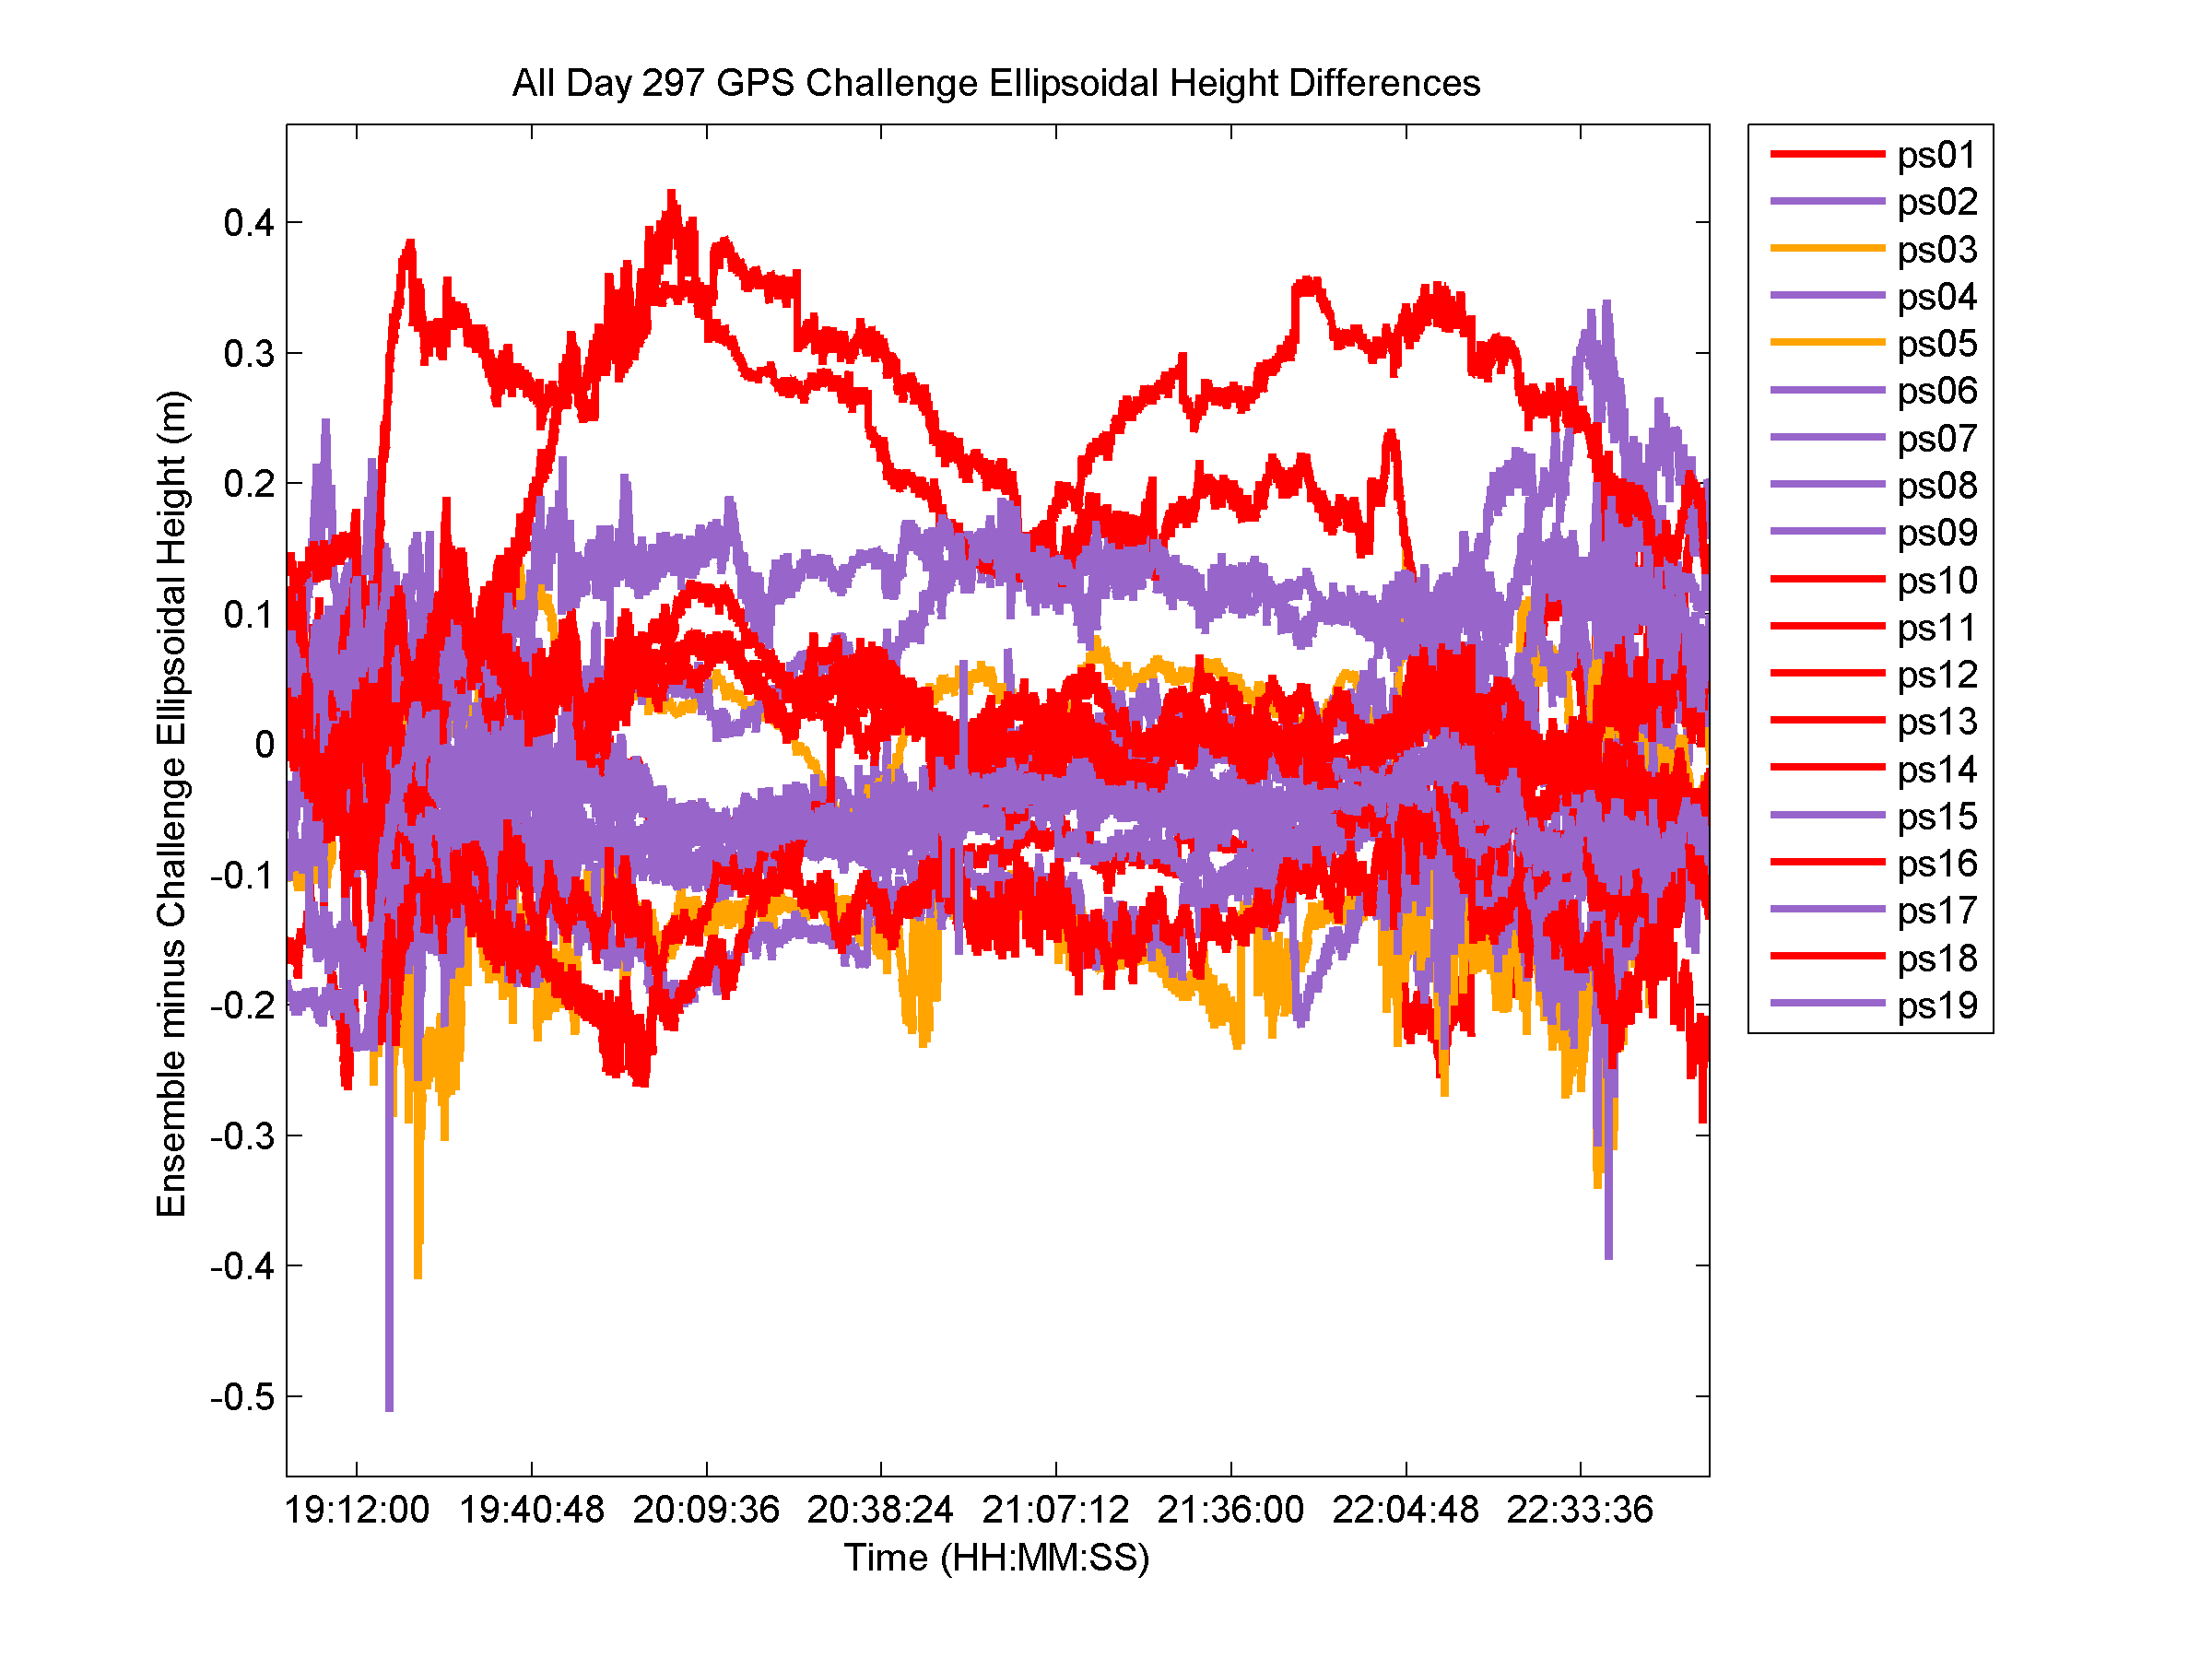 All Day 297 GPS Challenge Ellipsoidal Height Differences
Ensemble minus Challenge Ellipsoidal Height (m)
0.4
0.3
0.2
0.1
0
-0.1
-0.2
-0.3
-0.4
-0.5
19:12:00 19:40:48 20:09:36 20:38:24 21:07:12 21:36:00 22:04:48 22:33:36
Time (HH:MM:SS)
ps01
ps02
ps03
ps04
ps05
ps06
ps07
ps08
ps09
ps10
ps11
ps12
ps13
ps14
ps15
ps16
ps17
ps18
ps19